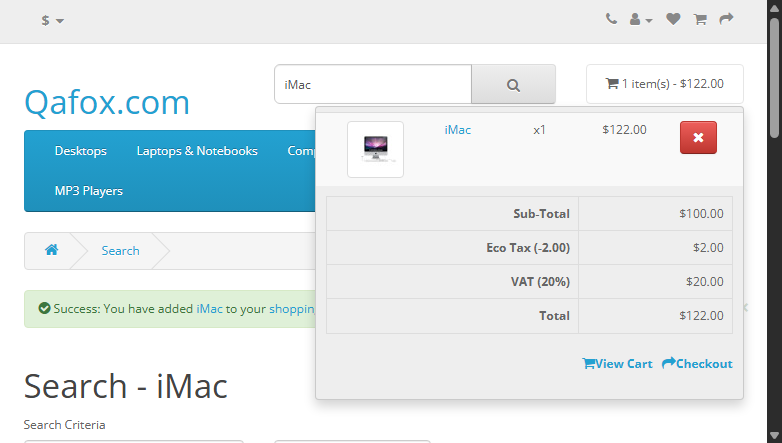 $
iMac
1 item(s) - $122.00
Qafox.com
Desktops Laptops & Notebooks Comp
MP3 Players
iMac x1 $122.00
Sub-Total $100.00
Eco Tax (-2.00) $2.00
VAT (20%) $20.00
Total $122.00
View Cart Checkout
Search
Success: You have added iMac to your shopping
Search - iMac
Search Criteria